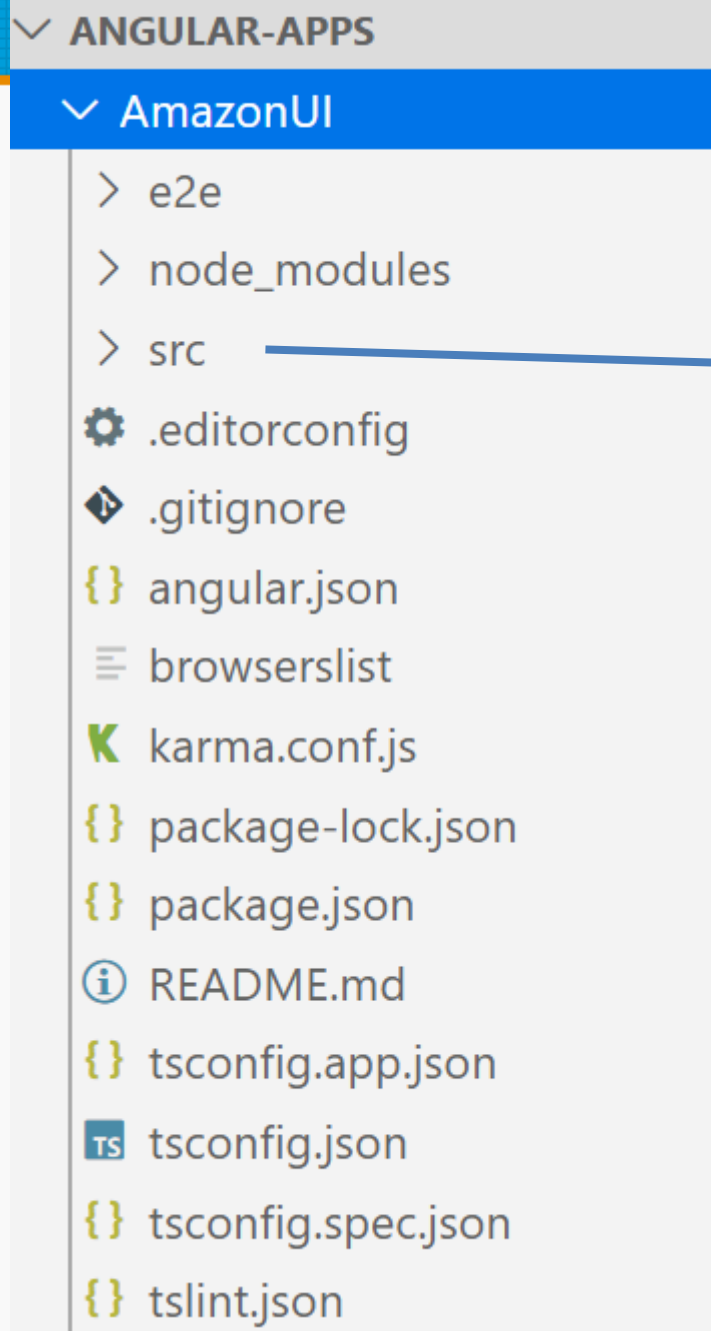 ANGULAR-APPS
AmazonUI
e2e
node_modules
src
.editorconfig
.gitignore
angular.json
browserslist
karma.conf.js
package-lock.json
package.json
README.md
tsconfig.app.json
TS tsconfig.json
tsconfig.spec.json
tslint.json